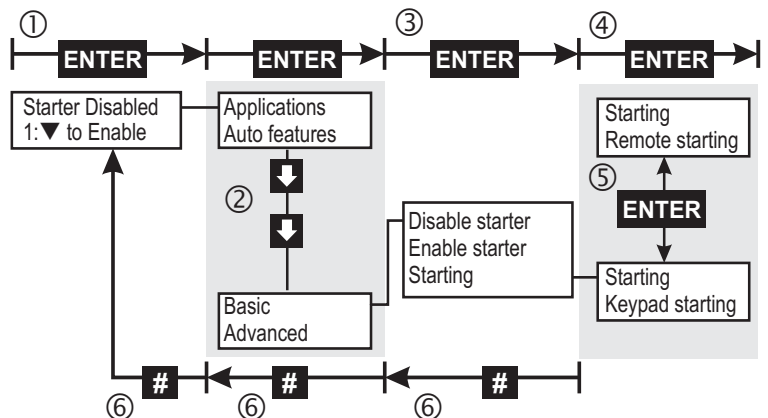 ① ③ ④
ENTER ENTER ENTER ENTER
Starter Disabled
1:▼ to Enable
Applications
Auto features
②
Basic
Advanced
Disable starter
Enable starter
Starting
Starting
Remote starting
⑤
ENTER
Starting
Keypad starting
# # #
⑥ ⑥ ⑥